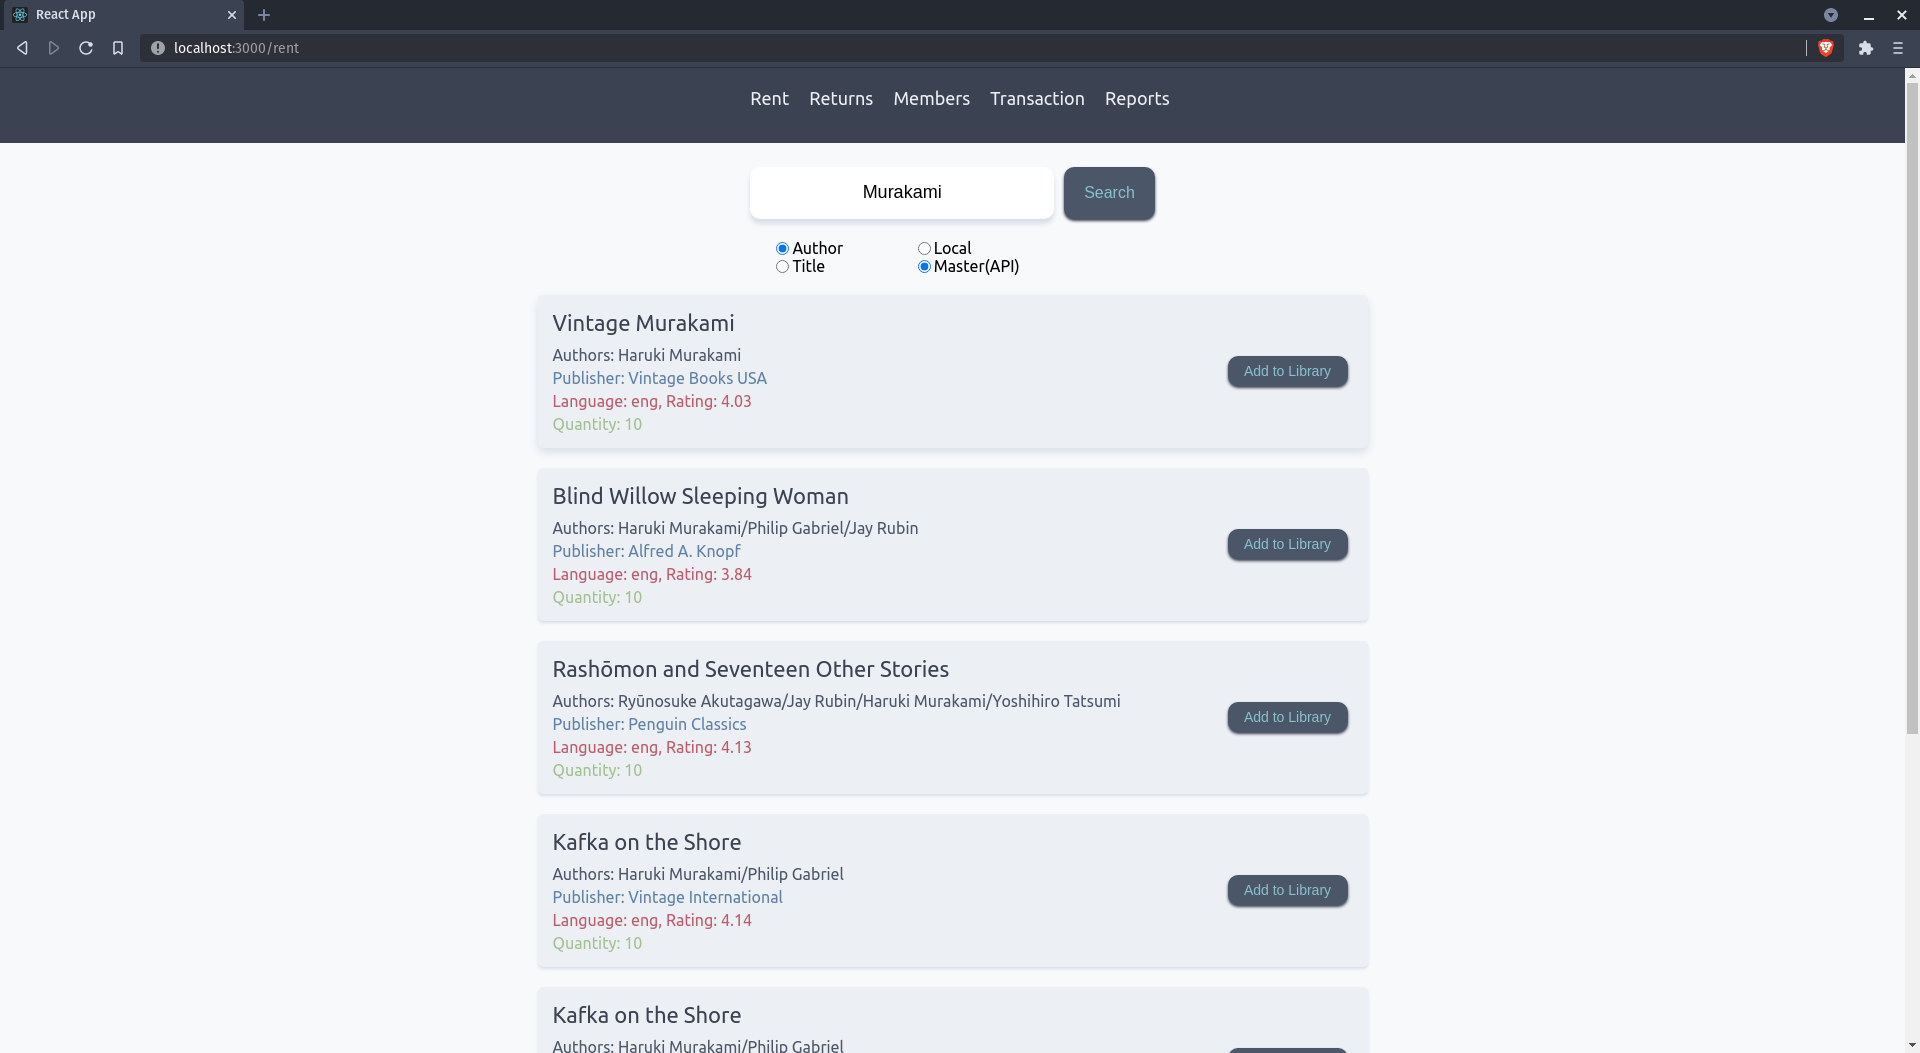 React App
localhost:3000/rent
Rent Returns Members Transaction Reports
Murakami Search
Author Local
Title Master(API)
Vintage Murakami
Authors: Haruki Murakami
Publisher: Vintage Books USA
Language: eng, Rating: 4.03
Quantity: 10
Add to Library
Blind Willow Sleeping Woman
Authors: Haruki Murakami/Philip Gabriel/Jay Rubin
Publisher: Alfred A. Knopf
Language: eng, Rating: 3.84
Quantity: 10
Add to Library
Rashōmon and Seventeen Other Stories
Authors: Ryūnosuke Akutagawa/Jay Rubin/Haruki Murakami/Yoshihiro Tatsumi
Publisher: Penguin Classics
Language: eng, Rating: 4.13
Quantity: 10
Add to Library
Kafka on the Shore
Authors: Haruki Murakami/Philip Gabriel
Publisher: Vintage International
Language: eng, Rating: 4.14
Quantity: 10
Add to Library
Kafka on the Shore
Authors: Haruki Murakami/Philip Gabriel